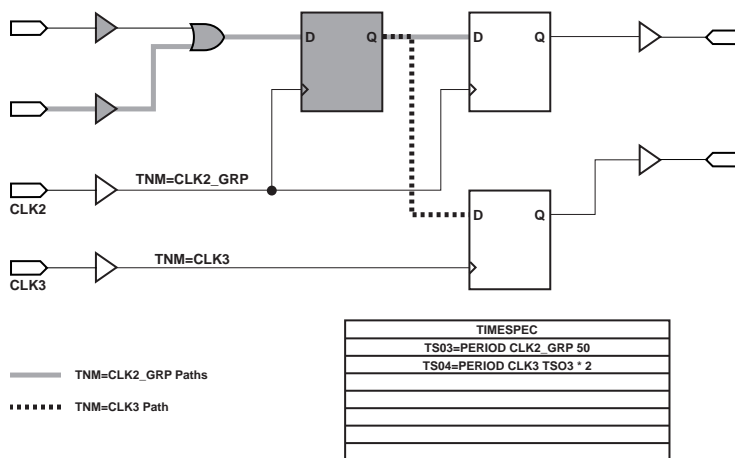 D Q
D Q
TNM=CLK2_GRP
CLK2
D Q
TNM=CLK3
CLK3
TIMESPEC
TS03=PERIOD CLK2_GRP 50
TS04=PERIOD CLK3 TSO3 * 2
TNM=CLK2_GRP Paths
TNM=CLK3 Path